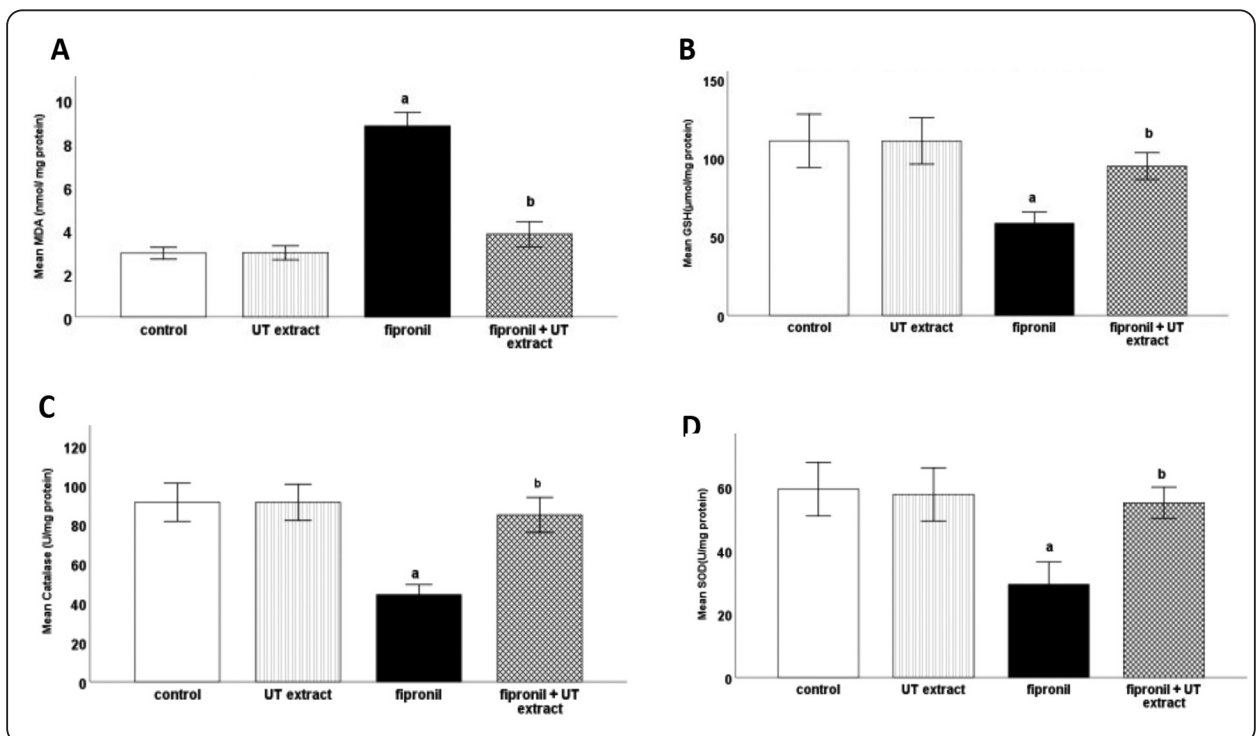 A
Mean MDA (nmol/ mg protein)
10
8
6
4
2
0
a
b
control
UT extract
fipronil
fipronil + UT
extract
B
Mean GSH(µmol/mg protein)
150
100
50
0
a
b
control
UT extract
fipronil
fipronil + UT
extract
C
Mean Catalase (U/mg protein)
120
100
80
60
40
20
0
a
b
control
UT extract
fipronil
fipronil + UT
extract
D
Mean SOD(U/mg protein)
60
40
20
0
a
b
control
UT extract
fipronil
fipronil + UT
extract